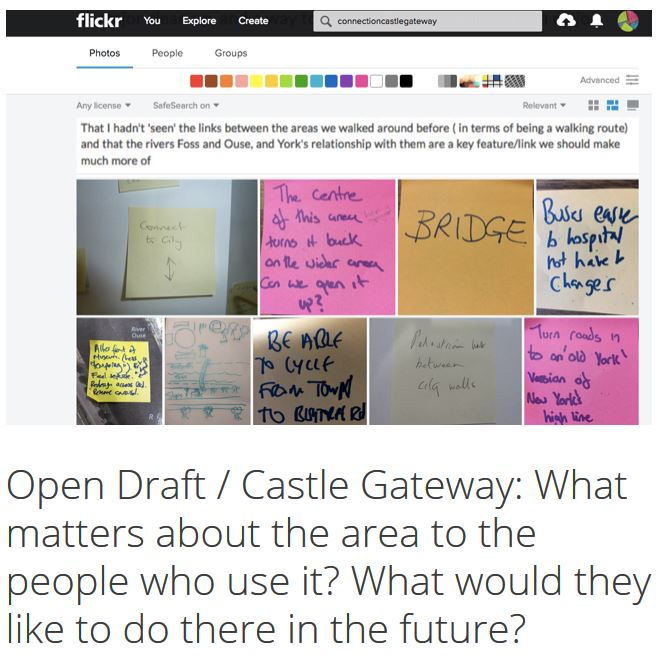 flickr You Explore Create connectioncastlegateway
Photos People Groups
Advanced
Any license SafeSearch on Relevant
That I hadn't 'seen' the links between the areas we walked around before ( in terms of being a walking route)
and that the rivers Foss and Ouse, and York's relationship with them are a key feature/link we should make
much more of
Connect
to City
The Centre
of this area
turns it back
on the wider area
Can we open it
up?
BRIDGE
Buses easier
to hospital
not have to
Changes
River
Ouse
BE ABLE
TO CYCLE
FROM TOWN
TO Rd
Pedestrian link
between
city walls
Turn roads in
to an 'old York'
Version of
New York's
high line
Open Draft / Castle Gateway: What
matters about the area to the
people who use it? What would they
like to do there in the future?